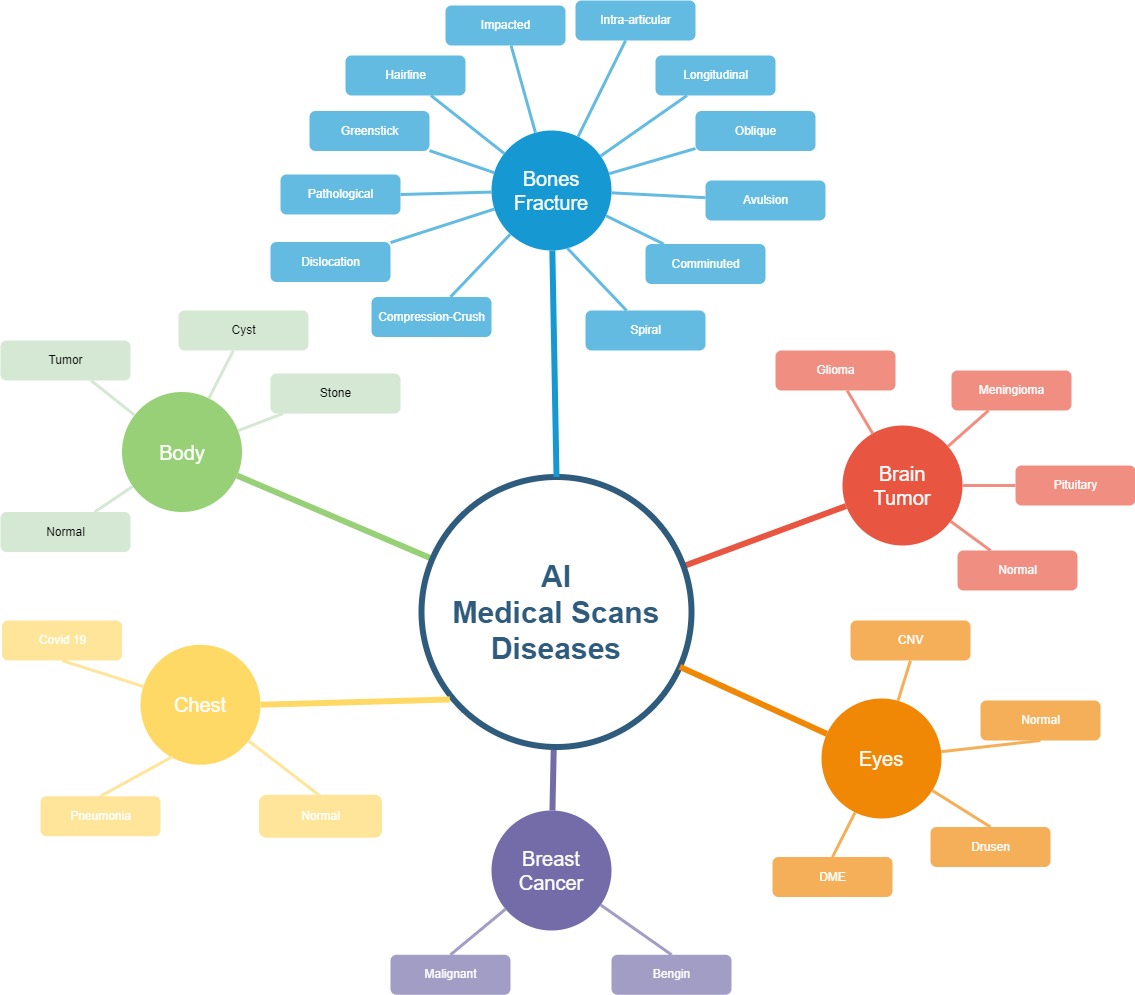 Impacted
Intra-articular
Hairline
Longitudinal
Greenstick
Oblique
Bones
Fracture
Pathological
Avulsion
Dislocation
Comminuted
Compression-Crush
Spiral
Cyst
Tumor
Stone
Body
Normal
Glioma
Meningioma
Brain
Tumor
Pituitary
Normal
AI
Medical Scans
Diseases
Covid 19
Chest
Pneumonia
Normal
CNV
Normal
Eyes
Drusen
DME
Breast
Cancer
Malignant
Bengin